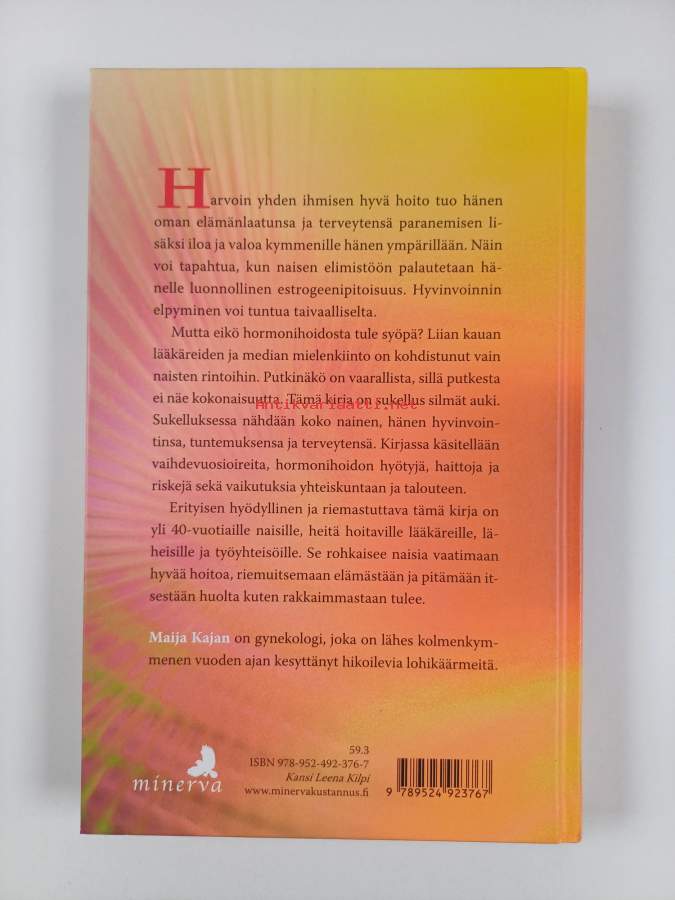 Harvoin yhden ihmisen hyvä hoito tuo hänen
oman elämänlaatunsa ja terveytensä paranemisen li-
säksi iloa ja valoa kymmenille hänen ympärillään. Näin
voi tapahtua, kun naisen elimistöön palautetaan hä-
nelle luonnollinen estrogeenipitoisuus. Hyvinvoinnin
elpyminen voi tuntua taivaalliselta.
Mutta eikö hormonihoidosta tule syöpä? Liian kauan
lääkäreiden ja median mielenkiinto on kohdistunut vain
naisten rintoihin. Putkinäkö on vaarallista, sillä putkesta
ei näe kokonaisuutta. Tämä kirja on sukellus silmät auki.
Antikvariaatti.net
Sukelluksessa nähdään koko nainen, hänen hyvinvoin-
tinsa, tuntemuksensa ja terveytensä. Kirjassa käsitellään
vaihdevuosioireita, hormonihoidon hyötyjä, haittoja ja
riskejä sekä vaikutuksia yhteiskuntaan ja talouteen.
Erityisen hyödyllinen ja riemastuttava tämä kirja on
yli 40-vuotiaille naisille, heitä hoitaville lääkäreille, lä-
heisille ja työyhteisöille. Se rohkaisee naisia vaatimaan
hyvää hoitoa, riemuitsemaan elämästään ja pitämään it-
sestään huolta kuten rakkaimmastaan tulee.
Maija Kajan on gynekologi, joka on lähes kolmenkym-
menen vuoden ajan kesyttänyt hikoilevia lohikäärmeitä.
minerva
59.3
ISBN 978-952-492-376-7
Kansi Leena Kilpi
www.minervakustannus.fi
9 789524 923767